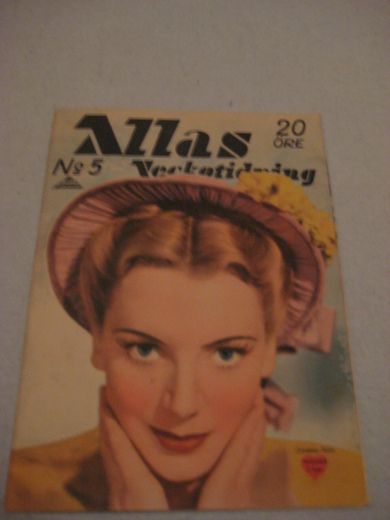 Allas
20
ÖRE
№ 5
Veckotidning